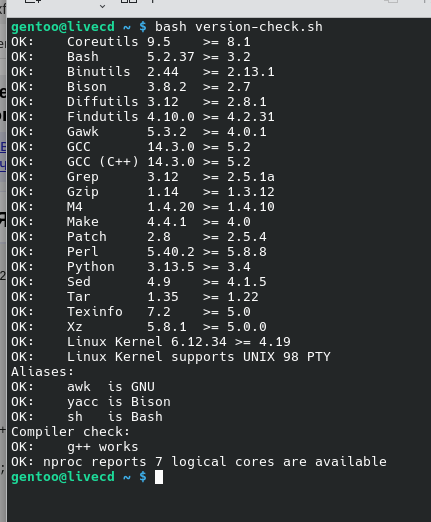 gentoo@livecd ~ $ bash version-check.sh
OK:    Coreutils 9.5    >= 8.1
OK:    Bash      5.2.37 >= 3.2
OK:    Binutils  2.44   >= 2.13.1
OK:    Bison     3.8.2  >= 2.7
OK:    Diffutils 3.12   >= 2.8.1
OK:    Findutils 4.10.0 >= 4.2.31
OK:    Gawk      5.3.2  >= 4.0.1
OK:    GCC       14.3.0 >= 5.2
OK:    GCC (C++) 14.3.0 >= 5.2
OK:    Grep      3.12   >= 2.5.1a
OK:    Gzip      1.14   >= 1.3.12
OK:    M4        1.4.20 >= 1.4.10
OK:    Make      4.4.1  >= 4.0
OK:    Patch     2.8    >= 2.5.4
OK:    Perl      5.40.2 >= 5.8.8
OK:    Python    3.13.5 >= 3.4
OK:    Sed       4.9    >= 4.1.5
OK:    Tar       1.35   >= 1.22
OK:    Texinfo   7.2    >= 5.0
OK:    Xz        5.8.1  >= 5.0.0
OK:    Linux Kernel 6.12.34 >= 4.19
OK:    Linux Kernel supports UNIX 98 PTY
Aliases:
OK:    awk  is GNU
OK:    yacc is Bison
OK:    sh   is Bash
Compiler check:
OK:    g++ works
OK: nproc reports 7 logical cores are available
gentoo@livecd ~ $